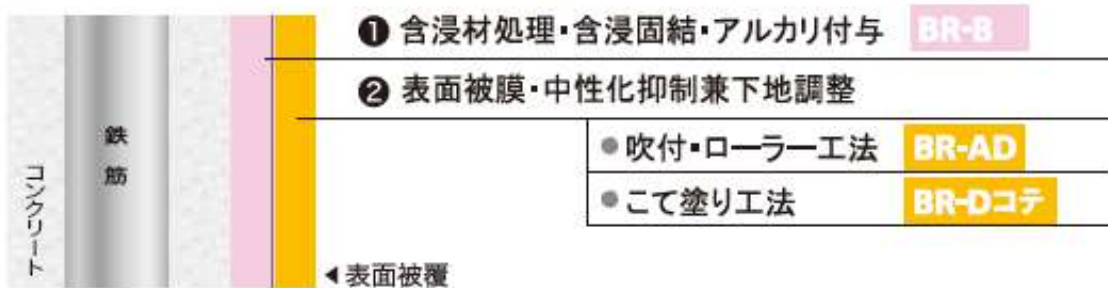 ❶ 含浸材処理・含浸固結・アルカリ付与 BR-B
❷ 表面被膜・中性化抑制兼下地調整
●吹付・ローラー工法 BR-AD
●こて塗り工法 BR-Dコテ
鉄筋
コンクリート
◀表面被覆